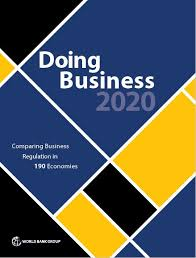 Doing
Business
2020
Comparing Business
Regulation in
190 Economies
WORLD BANK GROUP